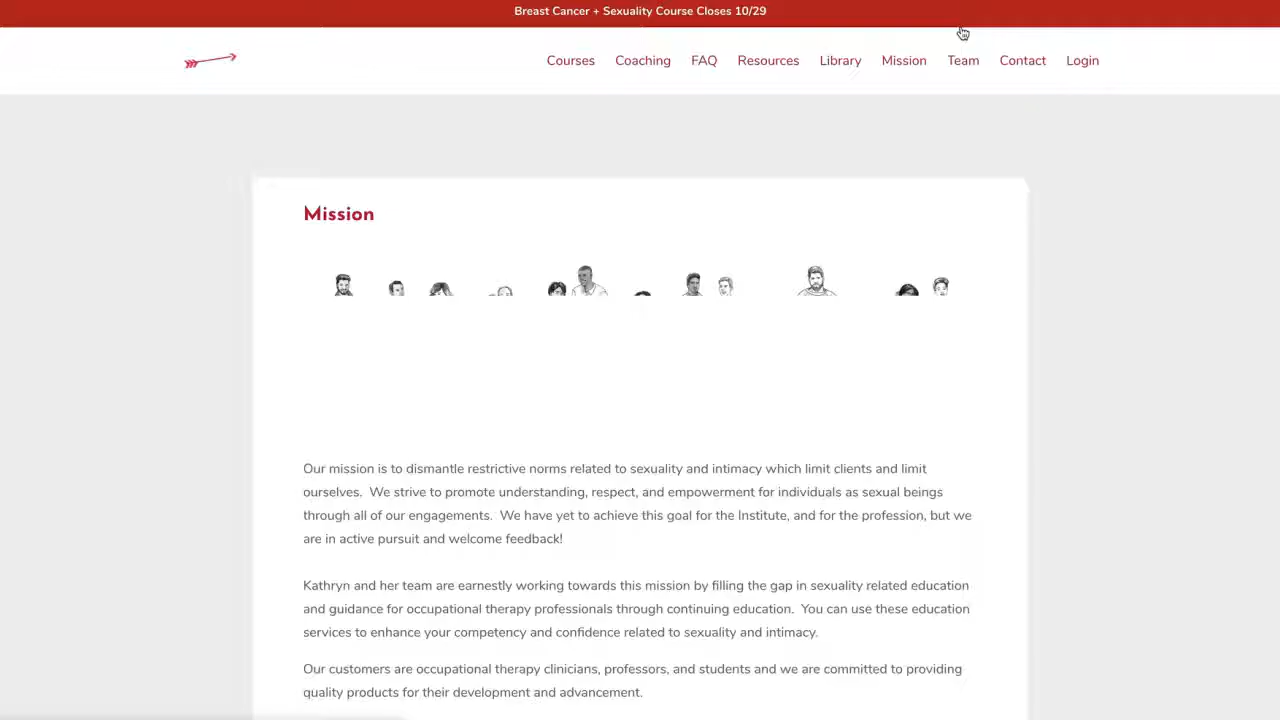 Breast Cancer + Sexuality Course Closes 10/29
Courses Coaching FAQ Resources Library Mission Team Contact Login
Mission
Our mission is to dismantle restrictive norms related to sexuality and intimacy which limit clients and limit
ourselves. We strive to promote understanding, respect, and empowerment for individuals as sexual beings
through all of our engagements. We have yet to achieve this goal for the Institute, and for the profession, but we
are in active pursuit and welcome feedback!
Kathryn and her team are earnestly working towards this mission by filling the gap in sexuality related education
and guidance for occupational therapy professionals through continuing education. You can use these education
services to enhance your competency and confidence related to sexuality and intimacy.
Our customers are occupational therapy clinicians, professors, and students and we are committed to providing
quality products for their development and advancement.